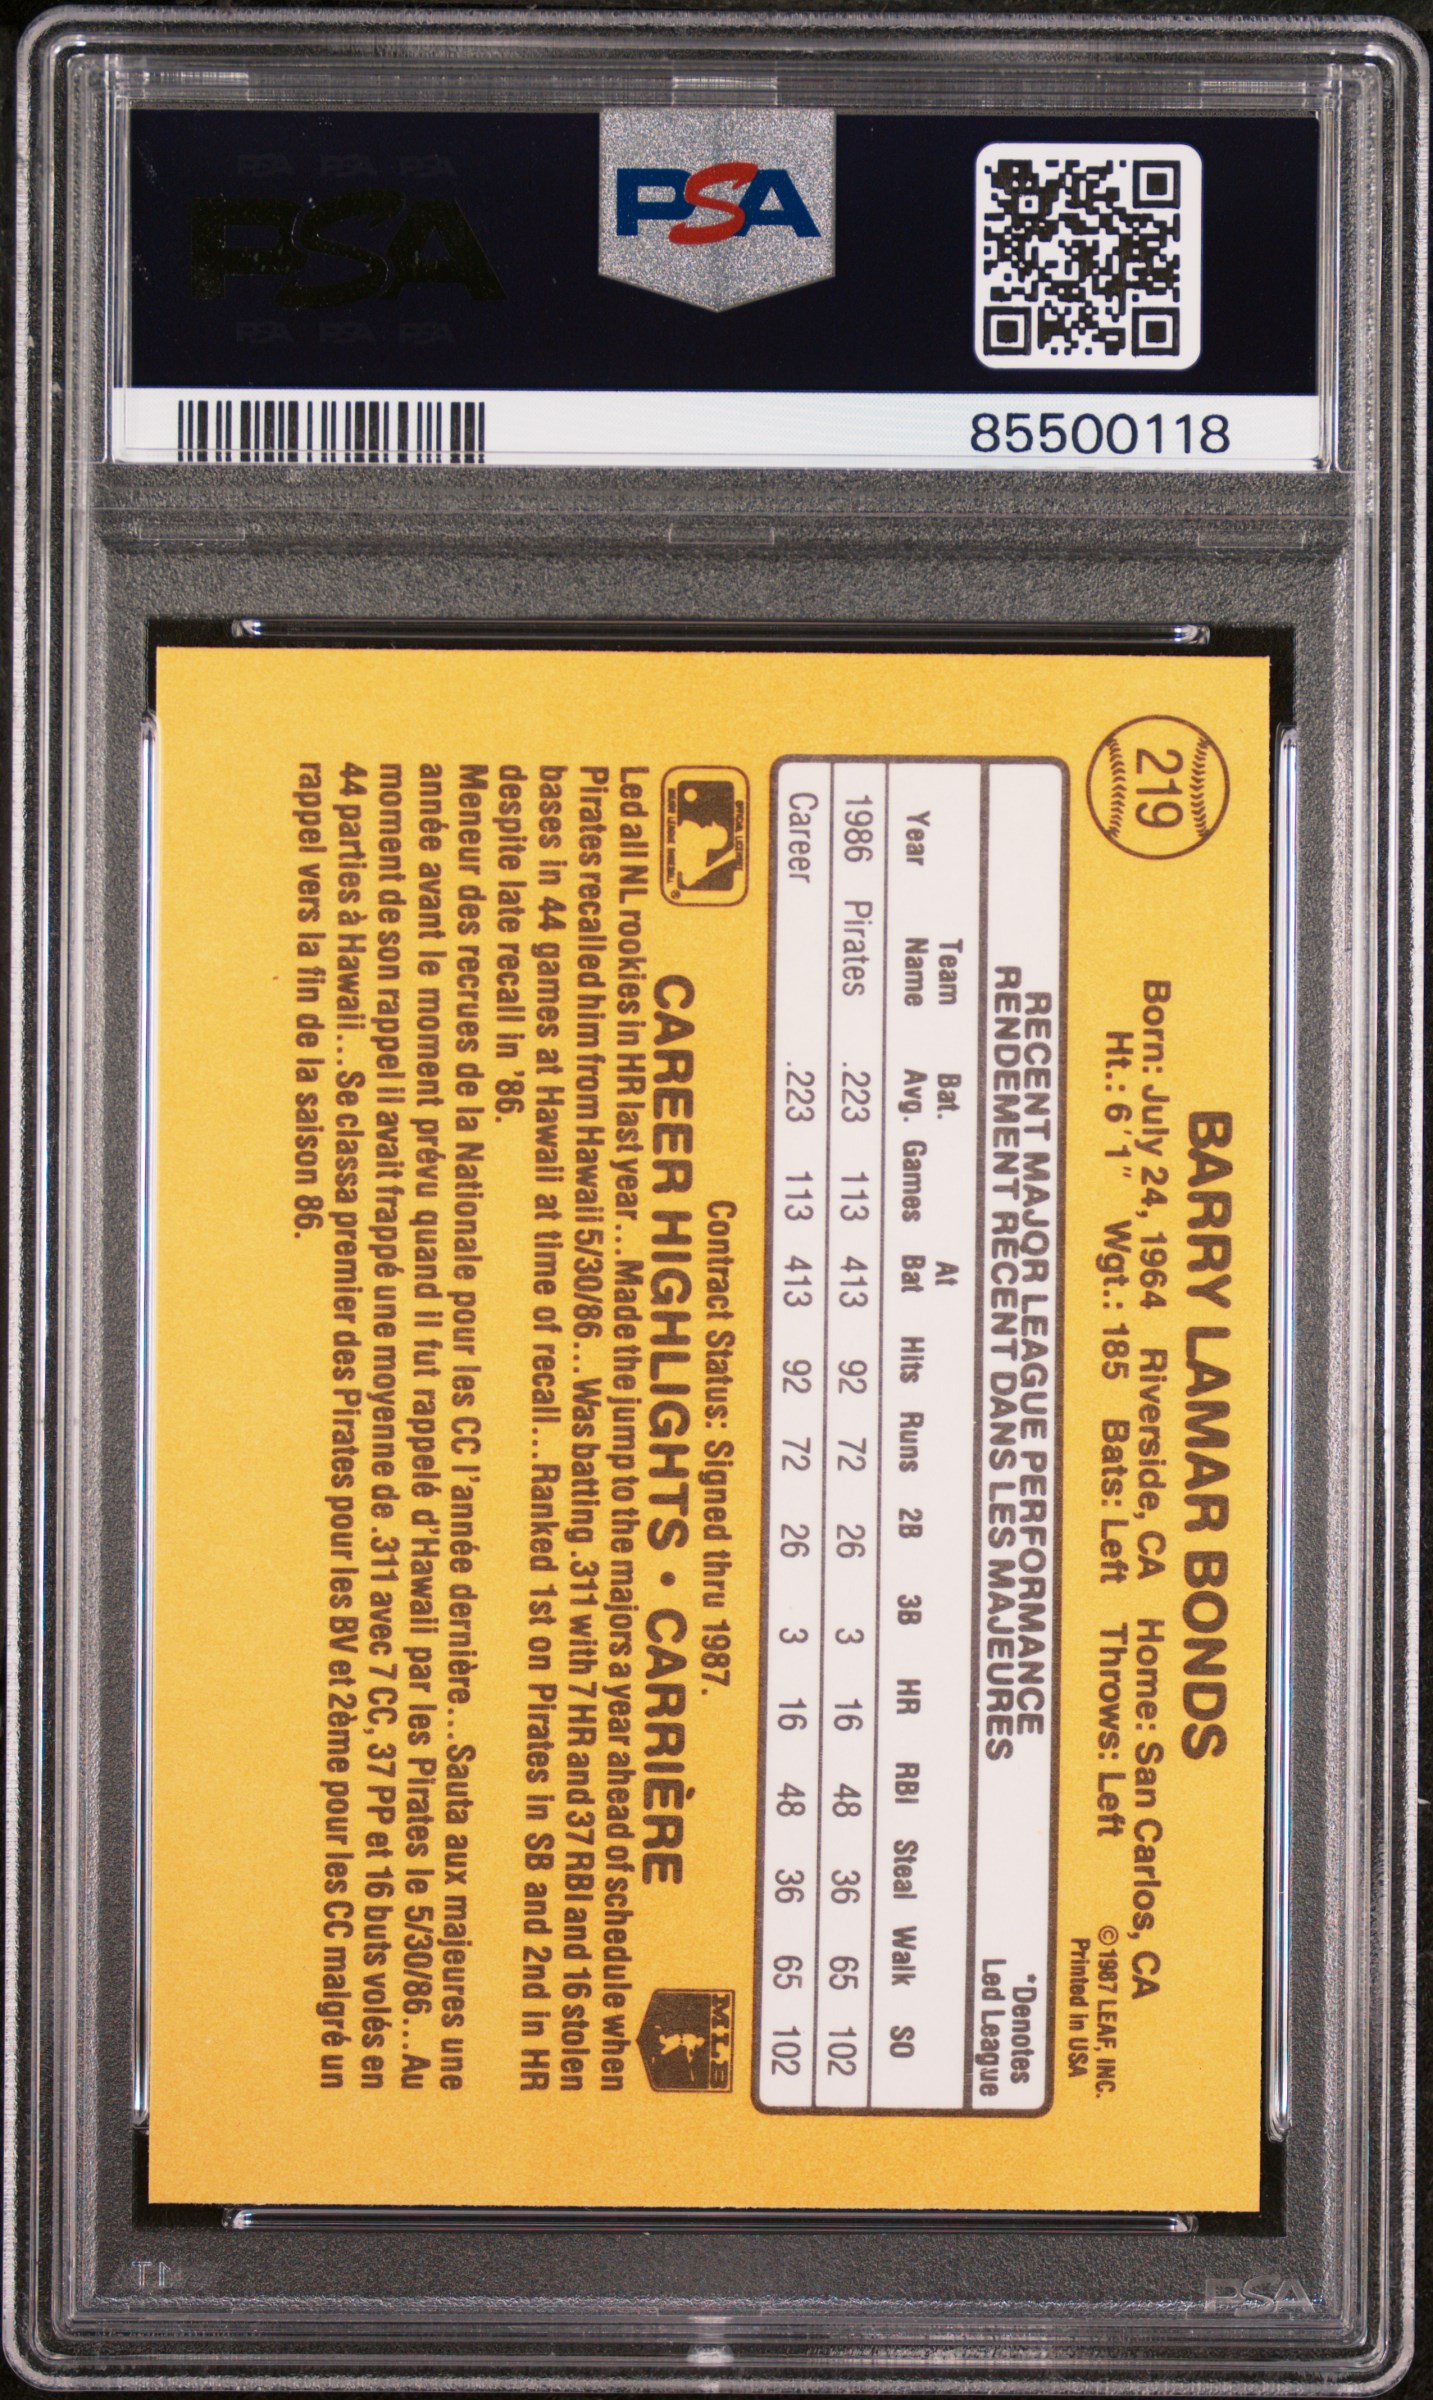 PSA PSA PSA
PSA
PSA PSA PSA
PSA
85500118
219
BARRY LAMAR BONDS
Born: July 24, 1964 Riverside, CA Home: San Carlos, CA
Ht.: 6'1" Wgt.: 185 Bats: Left Throws: Left
©1987 LEAF, INC.
Printed in USA
RECENT MAJOR LEAGUE PERFORMANCE
RENDEMENT RÉCENT DANS LES MAJEURES
*Denotes
Led League
Year Team Name Bat. Avg. Games At Bat Hits Runs 2B 3B HR RBI Steal Walk SO
1986 Pirates .223 113 413 92 72 26 3 16 48 36 65 102
Career .223 113 413 92 72 26 3 16 48 36 65 102
Contract Status: Signed thru 1987.
CAREER HIGHLIGHTS • CARRIÈRE
MLB
Led all NL rookies in HR last year...Made the jump to the majors a year ahead of schedule when
Pirates recalled him from Hawaii 5/30/86...Was batting .311 with 7 HR and 37 RBI and 16 stolen
bases in 44 games at Hawaii at time of recall...Ranked 1st on Pirates in SB and 2nd in HR
despite late recall in '86.
Meneur des recrues de la Nationale pour les CC l'année dernière...Sauta aux majeures une
année avant le moment prévu quand il fut rappelé d'Hawaii par les Pirates le 5/30/86...Au
moment de son rappel il avait frappé une moyenne de .311 avec 7 CC, 37 PP et 16 buts volés en
44 parties à Hawaii...Se classa premier des Pirates pour les BV et 2ème pour les CC malgré un
rappel vers la fin de la saison 86.
PSA